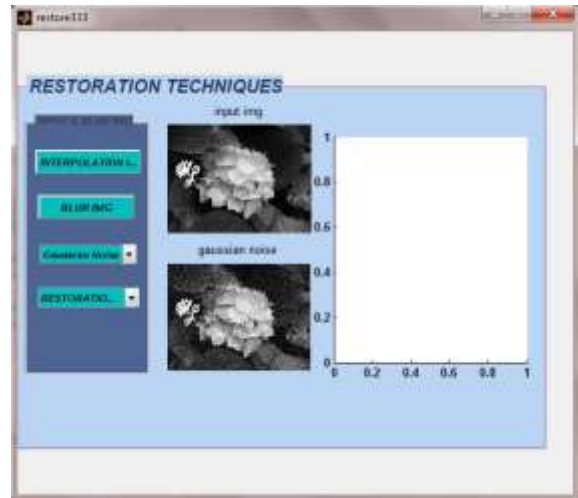 restore333
RESTORATION TECHNIQUES
input img
INTERPOLATION I...
BLUR IMG
Gaussian Noise
RESTORATIO...
gaussian noise
1
0.8
0.6
0.4
0.2
0
0 0.2 0.4 0.6 0.8 1